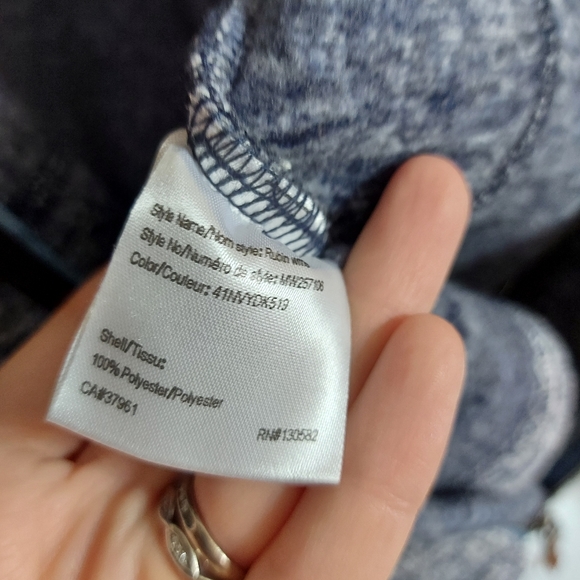 Style Name/Nom style: Rubin
Style No/Numéro de style: MW257106
Color/Couleur: 41NVYDK519
Shell/Tissu:
100% Polyester/Polyester
CA#37961
RN#130582